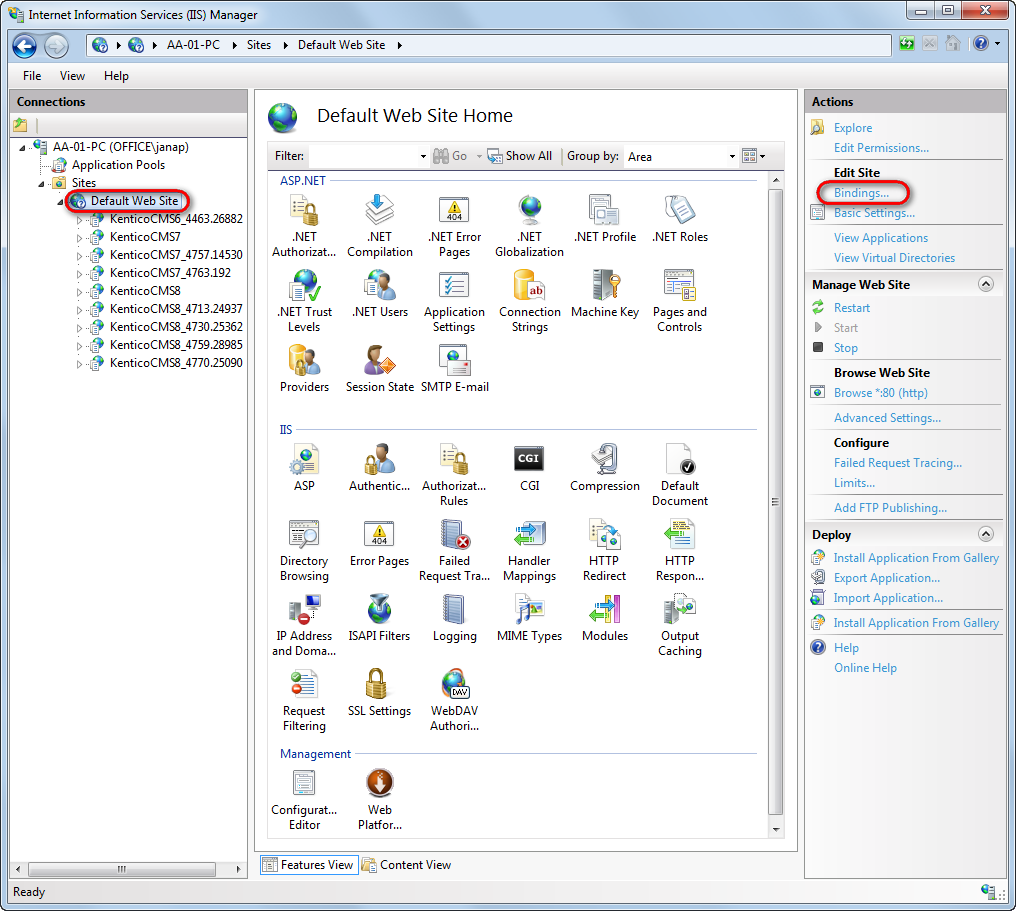 Internet Information Services (IIS) Manager
AA-01-PC Sites Default Web Site
File View Help
Connections
AA-01-PC (OFFICE\janap)
Application Pools
Sites
Default Web Site
KenticoCMS6_4463.26882
KenticoCMS7
KenticoCMS7_4757.14530
KenticoCMS7_4763.192
KenticoCMS8
KenticoCMS8_4713.24937
KenticoCMS8_4730.25362
KenticoCMS8_4759.28985
KenticoCMS8_4770.25090
Default Web Site Home
Filter: Go Show All Group by: Area
ASP.NET
.NET Authorizat...
.NET Compilation
.NET Error Pages
404
.NET Globalization
.NET Profile
.NET Roles
.NET Trust Levels
.NET Users
Application Settings
ab
Connection Strings
Machine Key
Pages and Controls
Providers
Session State
SMTP E-mail
IIS
ASP
Authentic...
Authorizat... Rules
CGI
CGI
Compression
Default Document
Directory Browsing
404
Error Pages
Failed Request Tra...
Handler Mappings
HTTP Redirect
HTTP Respon...
IP Address and Doma...
ISAPI Filters
Logging
MIME Types
Modules
Output Caching
Request Filtering
SSL Settings
DAV
WebDAV Authori...
Management
Configurat... Editor
Web Platfor...
Features View Content View
Actions
Explore
Edit Permissions...
Edit Site
Bindings...
Basic Settings...
View Applications
View Virtual Directories
Manage Web Site
Restart
Start
Stop
Browse Web Site
Browse *:80 (http)
Advanced Settings...
Configure
Failed Request Tracing...
Limits...
Add FTP Publishing...
Deploy
Install Application From Gallery
Export Application...
Import Application...
Install Application From Gallery
Help
Online Help
Ready